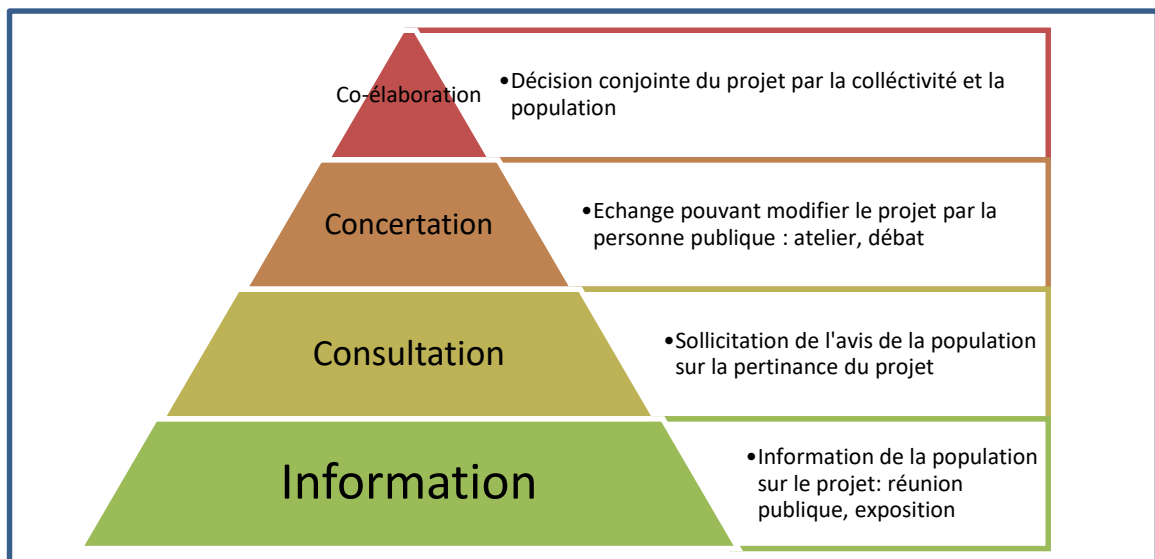 Co-élaboration
•Décision conjointe du projet par la colléctivité et la
population
Concertation
•Echange pouvant modifier le projet par la
personne publique : atelier, débat
Consultation
•Sollicitation de l'avis de la population
sur la pertinance du projet
Information
•Information de la population
sur le projet: réunion
publique, exposition